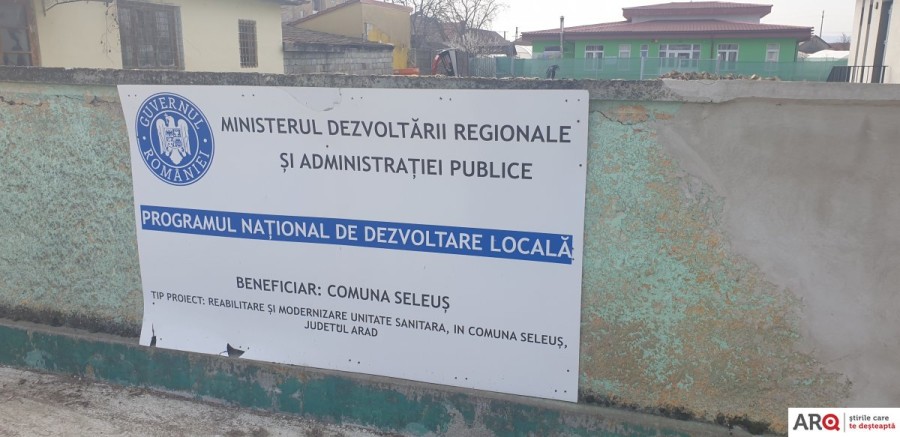 GUVERNUL ROMÂNIEI
MINISTERUL DEZVOLTĂRII REGIONALE
ȘI ADMINISTRAȚIEI PUBLICE
PROGRAMUL NAȚIONAL DE DEZVOLTARE LOCALĂ
BENEFICIAR: COMUNA SELEUȘ
TIP PROIECT: REABILITARE ȘI MODERNIZARE UNITATE SANITARA, IN COMUNA SELEUȘ,
JUDETUL ARAD
ARQ
știrile care
te deșteaptă